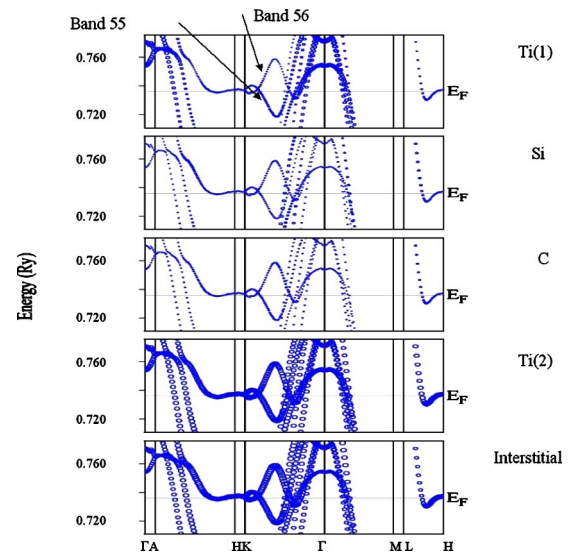 Band 55
Band 56
0.760
0.720
Ti(1)
E_F
0.760
0.720
Si
E_F
0.760
0.720
C
E_F
Energy (Ry)
0.760
0.720
Ti(2)
E_F
0.760
0.720
Interstitial
E_F
ΓA HK Γ M L H